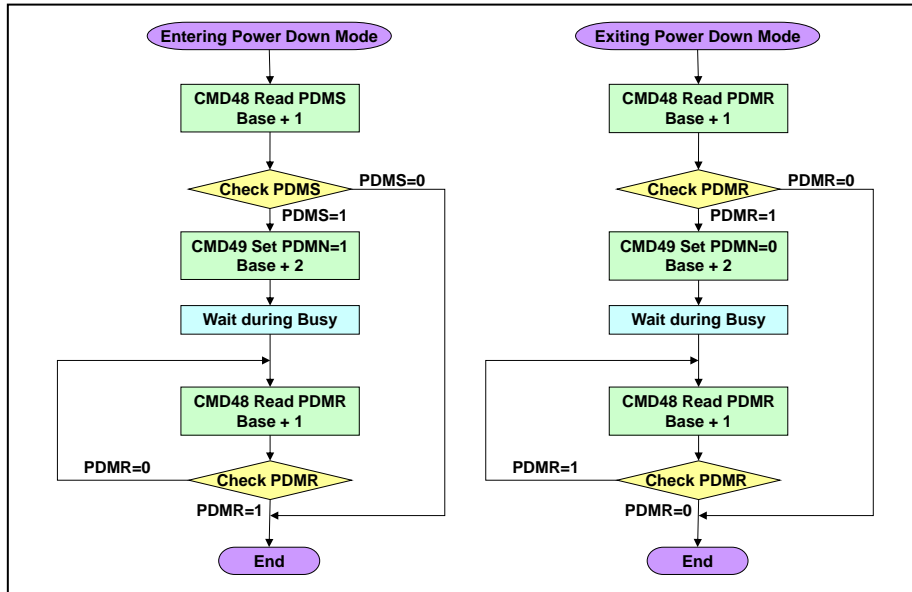 Entering Power Down Mode
CMD48 Read PDMS
Base + 1
Check PDMS
PDMS=0
PDMS=1
CMD49 Set PDMN=1
Base + 2
Wait during Busy
CMD48 Read PDMR
Base + 1
PDMR=0
Check PDMR
PDMR=1
End
Exiting Power Down Mode
CMD48 Read PDMR
Base + 1
Check PDMR
PDMR=0
PDMR=1
CMD49 Set PDMN=0
Base + 2
Wait during Busy
CMD48 Read PDMR
Base + 1
PDMR=1
Check PDMR
PDMR=0
End